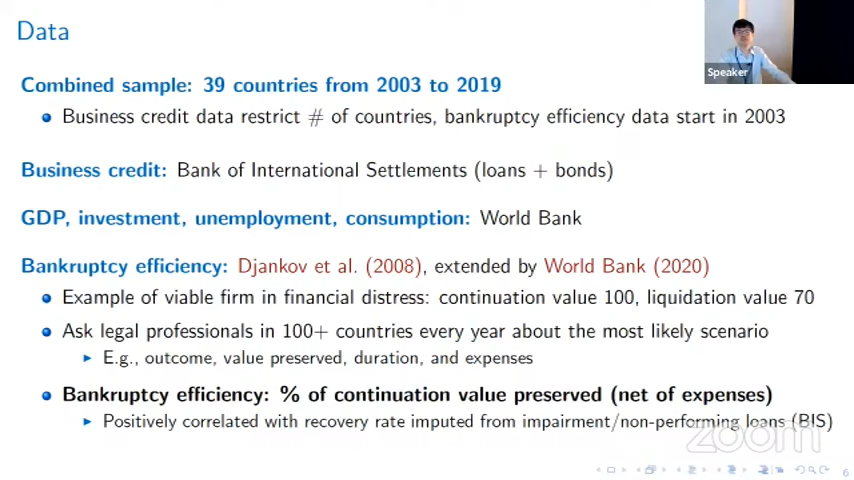 Data
Speaker
Combined sample: 39 countries from 2003 to 2019
Business credit data restrict # of countries, bankruptcy efficiency data start in 2003
Business credit: Bank of International Settlements (loans + bonds)
GDP, investment, unemployment, consumption: World Bank
Bankruptcy efficiency: Djankov et al. (2008), extended by World Bank (2020)
Example of viable firm in financial distress: continuation value 100, liquidation value 70
Ask legal professionals in 100+ countries every year about the most likely scenario
E.g., outcome, value preserved, duration, and expenses
Bankruptcy efficiency: % of continuation value preserved (net of expenses)
Positively correlated with recovery rate imputed from impairment/non-performing loans (BIS)
zoom
6